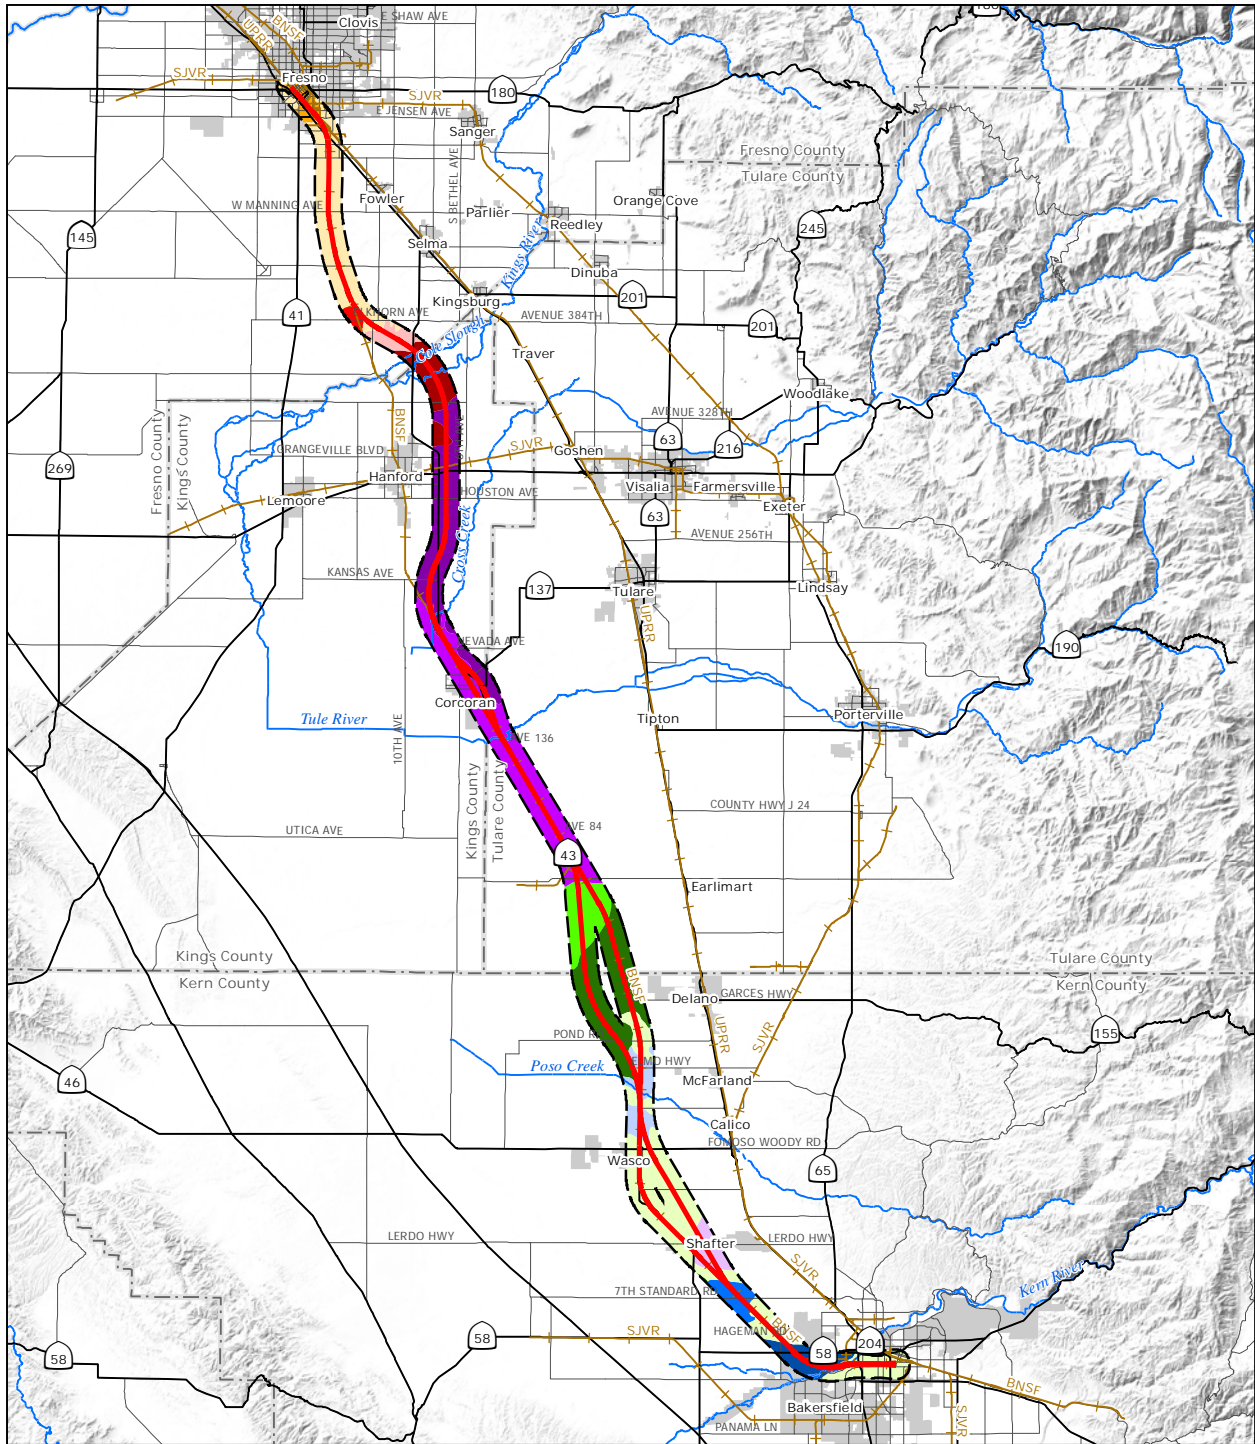 180
Clovis
E SHAW AVE
BNSF
UPRR
SJVR
Fresno
SJVR
180
E JENSEN AVE
Sanger
Fresno County
Tulare County
S BETHEL AVE
W MANNING AVE
Fowler
Parlier
Orange Cove
Reedley
145
245
Selma
Kings River
Dinuba
201
Kingsburg
41
AVENUE 384TH
201
Cole Slough
Traver
Woodlake
Fresno County
Kings County
BNSF
AVENUE 328TH
63
216
GRANGEVILLE BLVD
SJVR
Goshen
269
Hanford
Visalia
Farmersville
Lemoore
HOUSTON AVE
Exeter
63
Cross Creek
AVENUE 256TH
KANSAS AVE
137
Tulare
Lindsay
UPRR
NEVADA AVE
190
Corcoran
Tule River
10TH AVE
AVE 136
Tipton
Porterville
Kings County
Tulare County
COUNTY HWY J 24
UTICA AVE
AVE 84
43
Earlimart
Kings County
Kern County
Tulare County
Kern County
BNSF
Delano
GARCES HWY
UPRR
SJVR
155
POND
Poso Creek
46
McFarland
Calico
FOMOSO WOODY RD
Wasco
65
LERDO HWY
Shafter
LERDO HWY
SJVR
Kern River
7TH STANDARD RD
HAGEMAN
BNSF
58
SJVR
58
204
58
BNSF
Bakersfield
PANAMA LN
SJVR